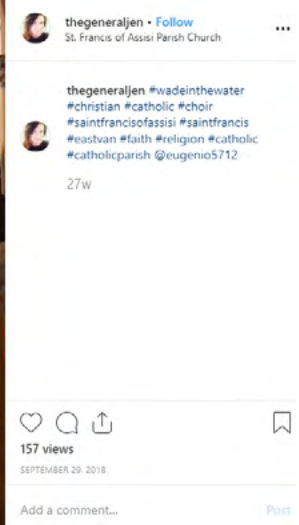 thegeneraljen • Follow
St. Francis of Assisi Parish Church
thegeneraljen #wadeinthewater
#christian #catholic #choir
#saintfrancisofassisi #saintfrancis
#eastvan #faith #religion #catholic
#catholicparish @eugenio5712
27w
157 views
SEPTEMBER 29, 2018
Add a comment...
Post